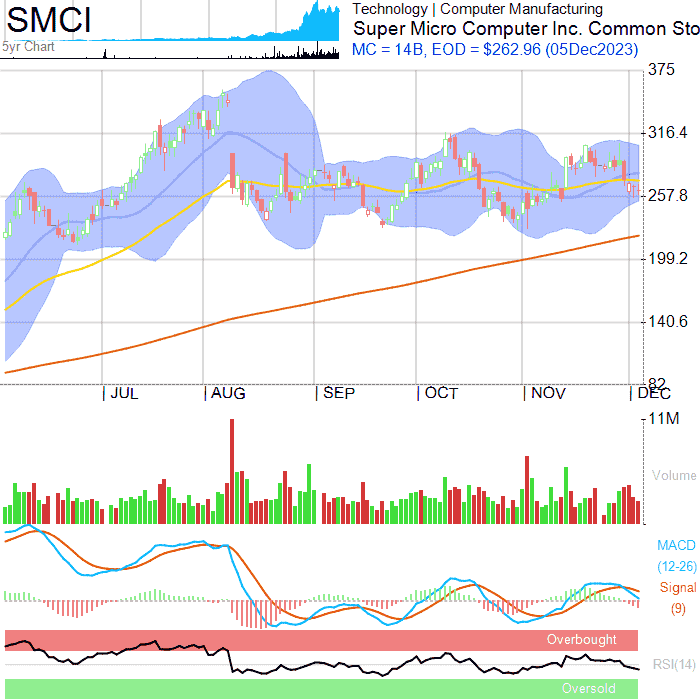 SMCI
Technology | Computer Manufacturing
Super Micro Computer Inc. Common Sto
5yr Chart
MC = 14B, EOD = $262.96 (05Dec2023)
375
316.4
257.8
199.2
140.6
82
JUL
AUG
SEP
OCT
NOV
DEC
11M
Volume
MACD
(12-26)
Signal
(9)
Overbought
RSI(14)
Oversold